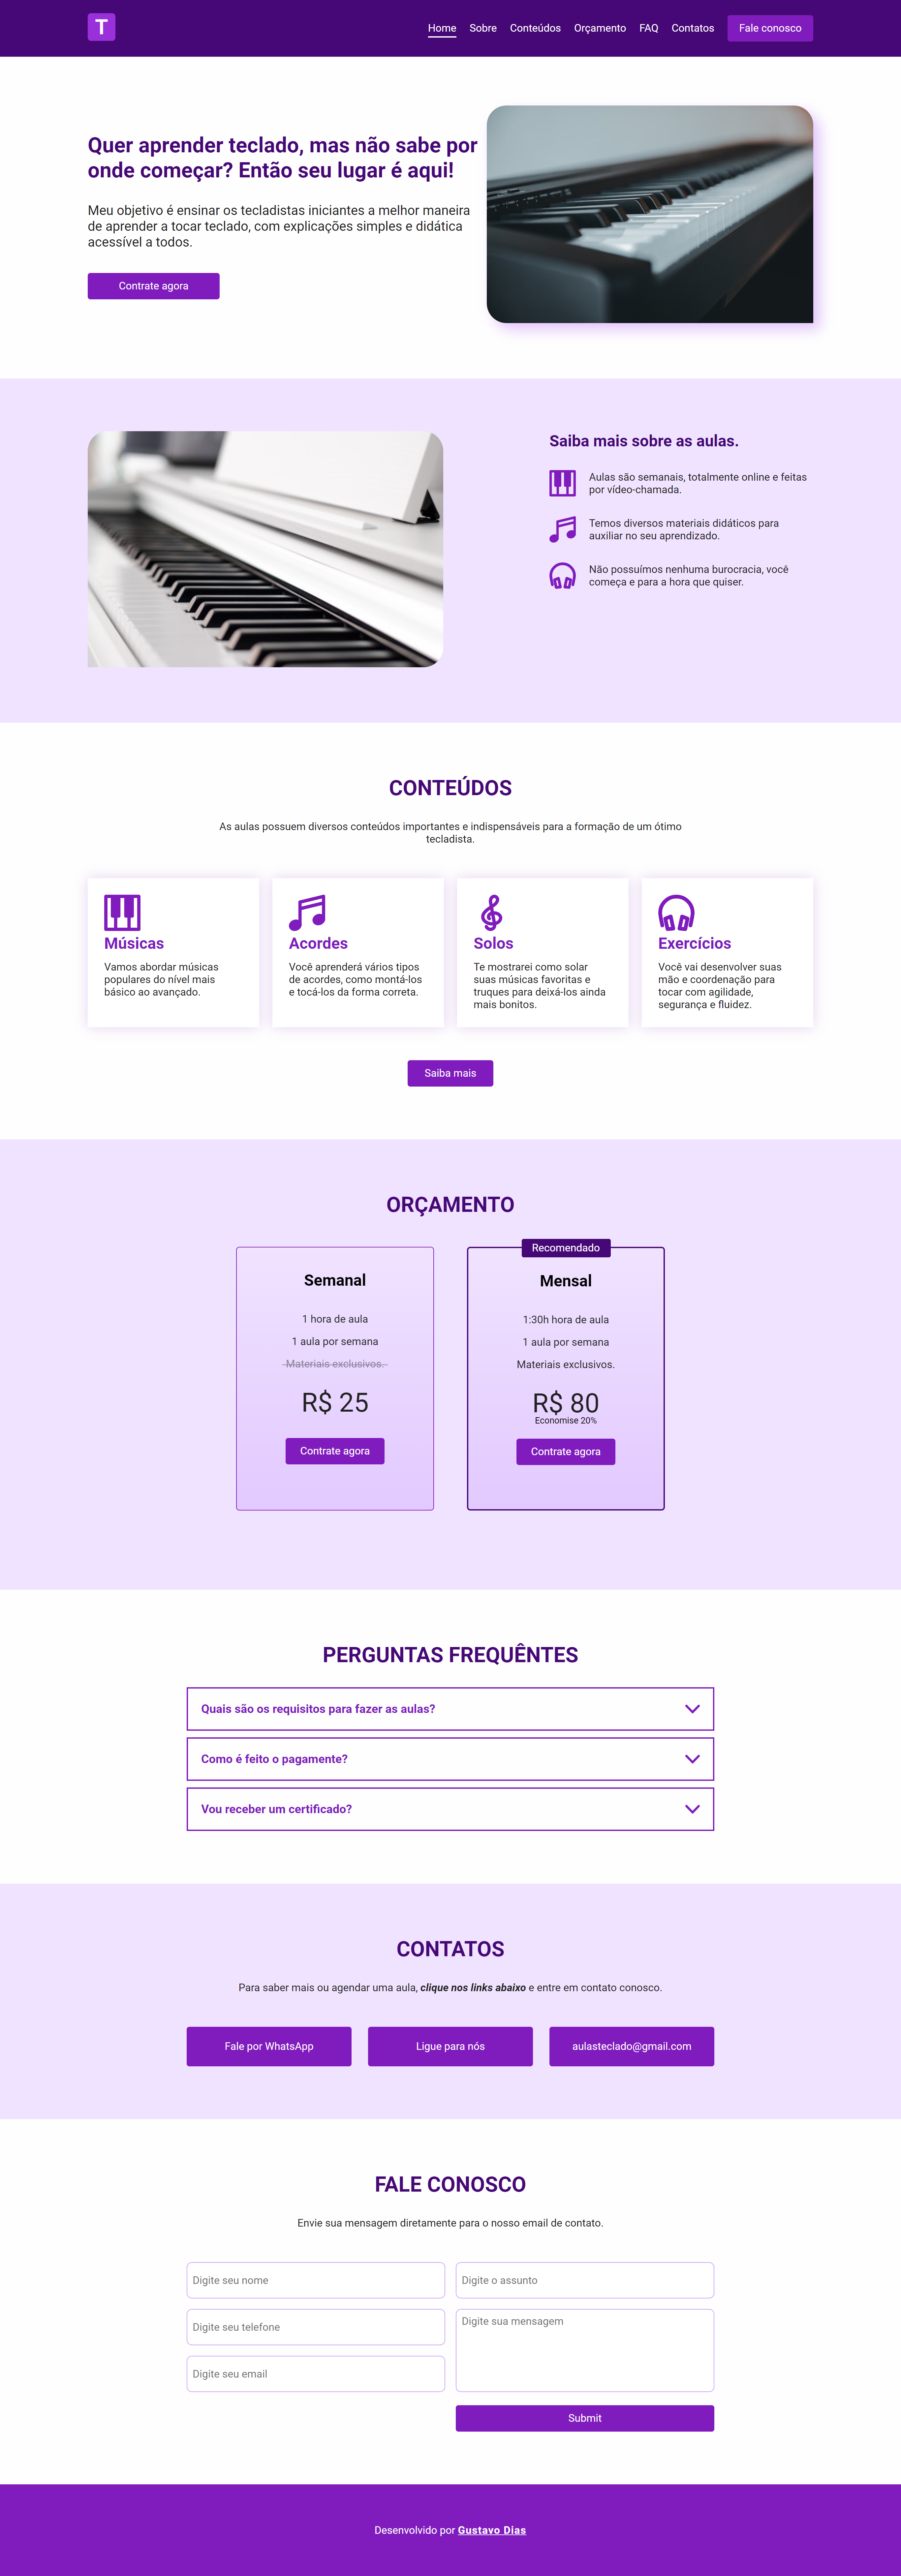 T
Home Sobre Conteúdos Orçamento FAQ Contatos Fale conosco
Quer aprender teclado, mas não sabe por
onde começar? Então seu lugar é aqui!
Meu objetivo é ensinar os tecladistas iniciantes a melhor maneira
de aprender a tocar teclado, com explicações simples e didática
acessível a todos.
Contrate agora
Saiba mais sobre as aulas.
Aulas são semanais, totalmente online e feitas
por vídeo-chamada.
Temos diversos materiais didáticos para
auxiliar no seu aprendizado.
Não possuímos nenhuma burocracia, você
começa e para a hora que quiser.
CONTEÚDOS
As aulas possuem diversos conteúdos importantes e indispensáveis para a formação de um ótimo
tecladista.
Músicas
Vamos abordar músicas
populares do nível mais
básico ao avançado.
Acordes
Você aprenderá vários tipos
de acordes, como montá-los
e tocá-los da forma correta.
Solos
Te mostrarei como solar
suas músicas favoritas e
truques para deixá-los ainda
mais bonitos.
Exercícios
Você vai desenvolver suas
mão e coordenação para
tocar com agilidade,
segurança e fluidez.
Saiba mais
ORÇAMENTO
Semanal
1 hora de aula
1 aula por semana
Materiais exclusivos.
R$ 25
Contrate agora
Recomendado
Mensal
1:30h hora de aula
1 aula por semana
Materiais exclusivos.
R$ 80
Economise 20%
Contrate agora
PERGUNTAS FREQUÊNTES
Quais são os requisitos para fazer as aulas?
Como é feito o pagamente?
Vou receber um certificado?
CONTATOS
Para saber mais ou agendar uma aula, clique nos links abaixo e entre em contato conosco.
Fale por WhatsApp
Ligue para nós
aulasteclado@gmail.com
FALE CONOSCO
Envie sua mensagem diretamente para o nosso email de contato.
Digite seu nome
Digite seu telefone
Digite seu email
Digite o assunto
Digite sua mensagem
Submit
Desenvolvido por Gustavo Dias